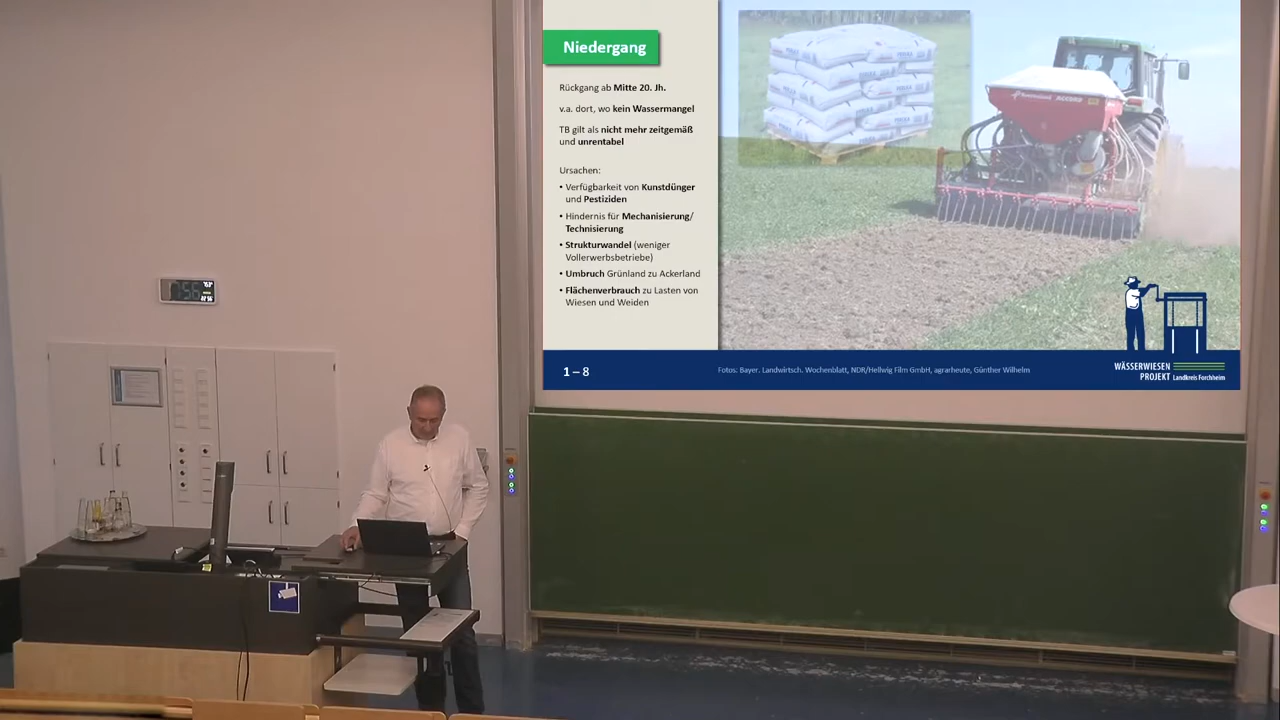 Niedergang
Rückgang ab Mitte 20. Jh.
v.a. dort, wo kein Wassermangel
TB gilt als nicht mehr zeitgemäß
und unrentabel
Ursachen:
• Verfügbarkeit von Kunstdünger
und Pestiziden
• Hindernis für Mechanisierung/
Technisierung
• Strukturwandel (weniger
Vollerwerbsbetriebe)
• Umbruch Grünland zu Ackerland
• Flächenverbrauch zu Lasten von
Wiesen und Weiden
ACCORD
1 – 8
Fotos: Bayer. Landwirtsch. Wochenblatt, NDR/Hellwig Film GmbH, agrarheute, Günther Wilhelm
WÄSSERWIESEN
PROJEKT Landkreis Forchheim